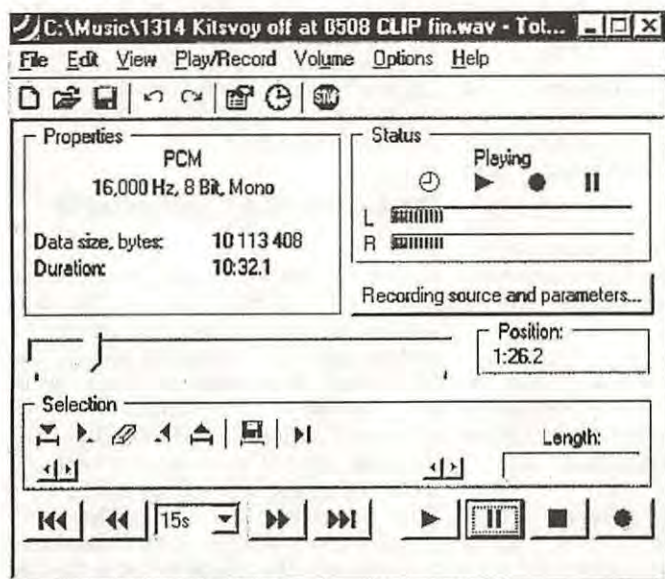 C:\Music\1314 Kitsvoy off at 0508 CLIP fin.wav - Tot...
File Edit View Play/Record Volume Options Help
Properties
PCM
16,000 Hz, 8 Bit, Mono
Data size, bytes: 10 113 408
Duration: 10:32.1
Status
Playing
L
R
Recording source and parameters...
Position:
1:26.2
Selection
Length:
15s